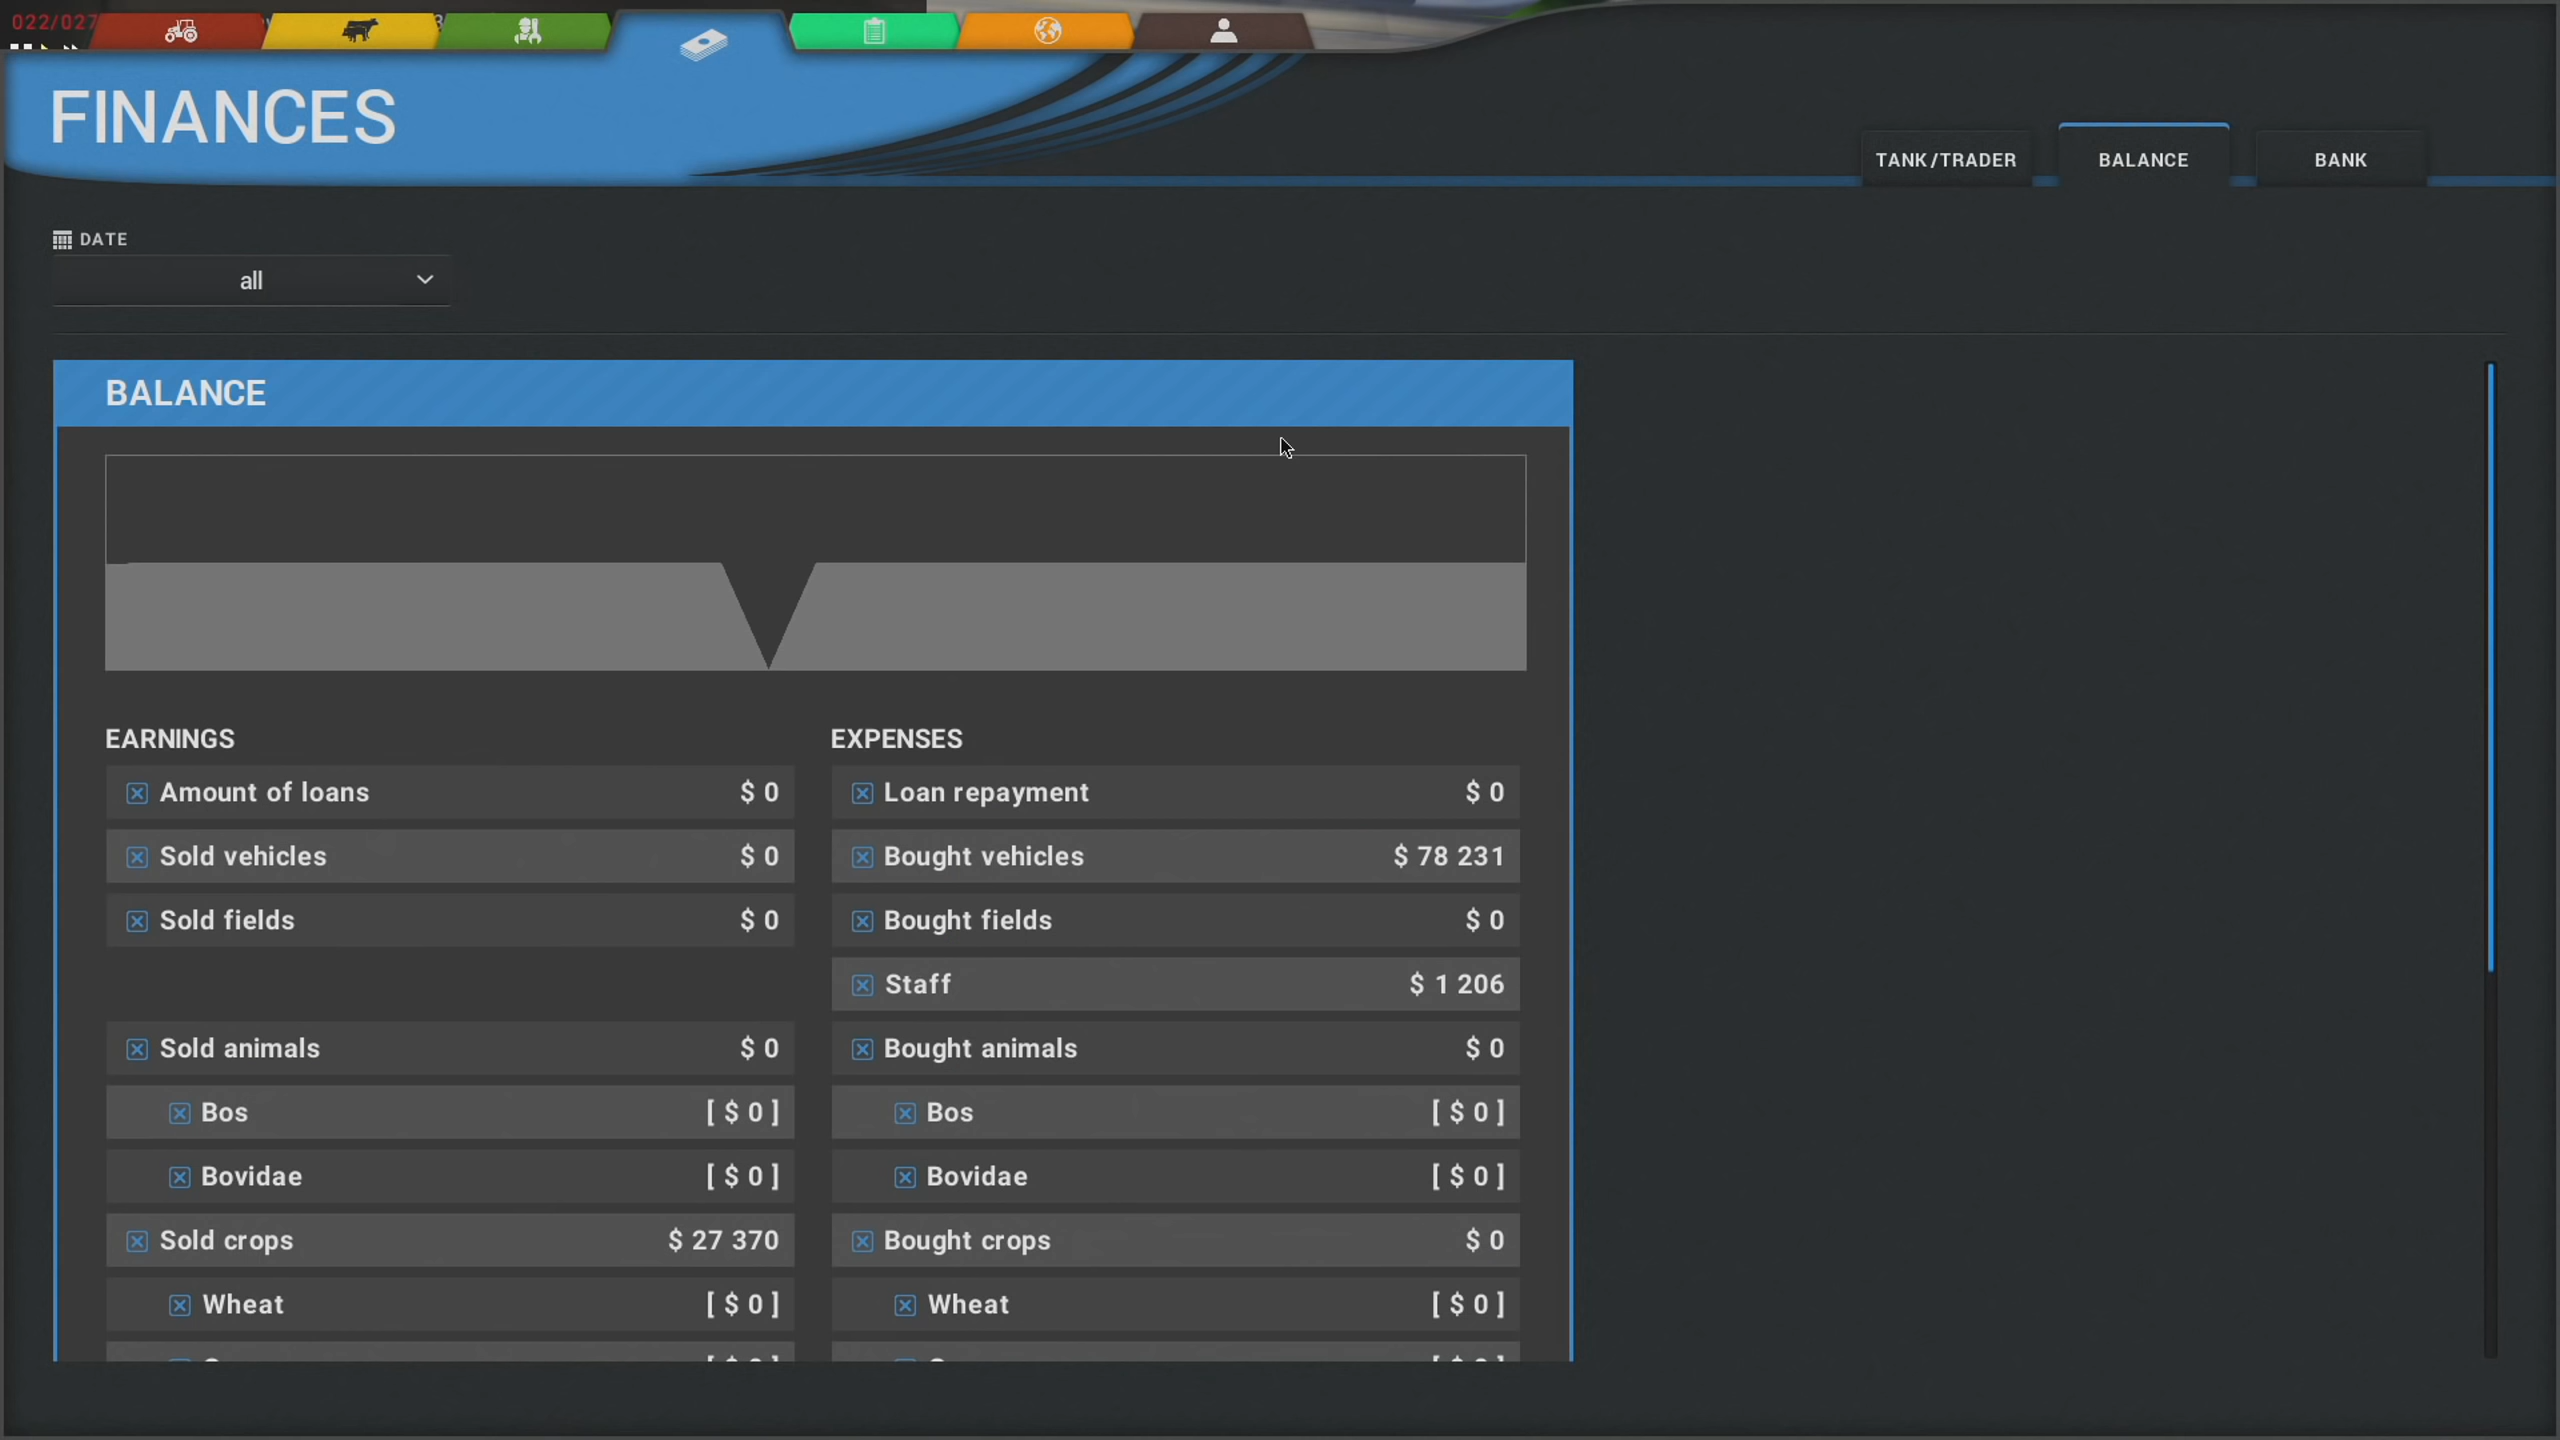 022/027
FINANCES
TANK/TRADER
BALANCE
BANK
DATE
all
BALANCE
EARNINGS
EXPENSES
Amount of loans $ 0
Loan repayment $ 0
Sold vehicles $ 0
Bought vehicles $ 78 231
Sold fields $ 0
Bought fields $ 0
Staff $ 1 206
Sold animals $ 0
Bought animals $ 0
Bos [ $ 0 ]
Bos [ $ 0 ]
Bovidae [ $ 0 ]
Bovidae [ $ 0 ]
Sold crops $ 27 370
Bought crops $ 0
Wheat [ $ 0 ]
Wheat [ $ 0 ]